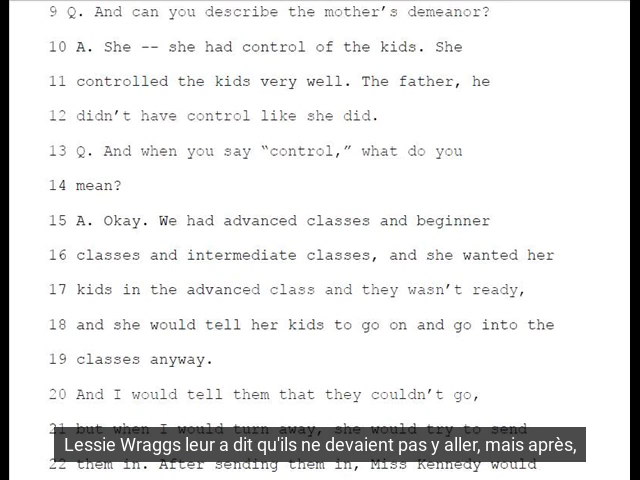 9 Q. And can you describe the mother's demeanor?
10 A. She -- she had control of the kids. She
11 controlled the kids very well. The father, he
12 didn't have control like she did.
13 Q. And when you say “control,” what do you
14 mean?
15 A. Okay. We had advanced classes and beginner
16 classes and intermediate classes, and she wanted her
17 kids in the advanced class and they wasn't ready,
18 and she would tell her kids to go on and go into the
19 classes anyway.
20 And I would tell them that they couldn't go,
21 but when I would turn away, she would try to send
Lessie Wraggs leur a dit qu'ils ne devaient pas y aller, mais après,
22 them in. After sending them in, Miss Kennedy would